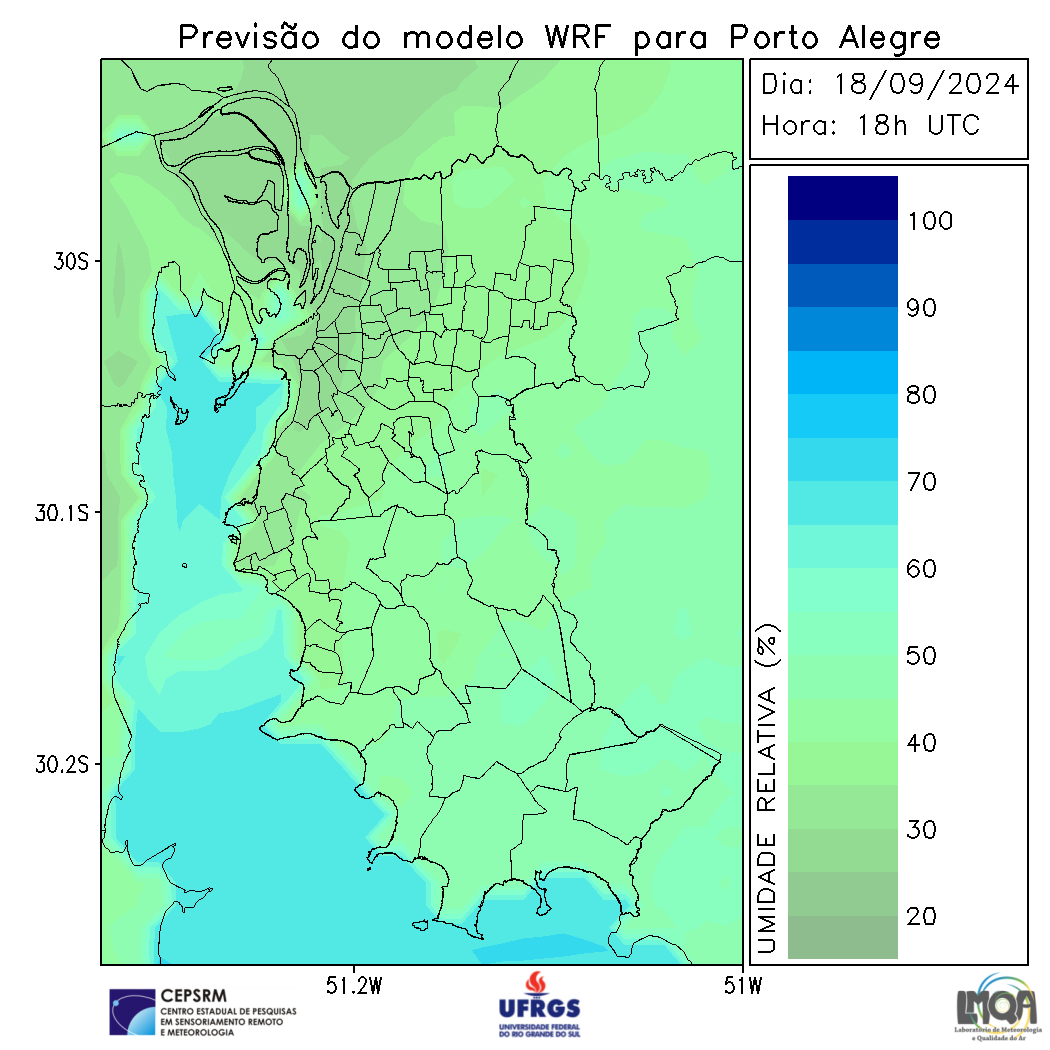 Previsão do modelo WRF para Porto Alegre
Dia: 18/09/2024
Hora: 18h UTC
30S
30.1S
30.2S
51.2W
51W
100
90
80
70
60
50
40
30
20
UMIDADE RELATIVA (%)
CEPSRM
CENTRO ESTADUAL DE PESQUISAS
EM SENSORIAMENTO REMOTO
E METEOROLOGIA
UFRGS
UNIVERSIDADE FEDERAL
DO RIO GRANDE DO SUL
LMQA
Laboratório de Meteorologia
e Qualidade do Ar